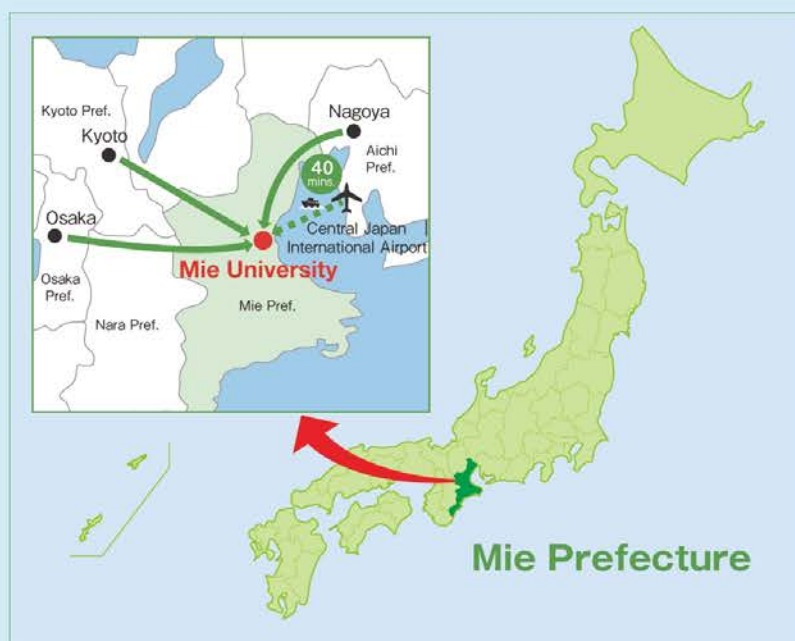 Kyoto Pref.
Kyoto
Nagoya
Aichi
Pref.
40
mins.
Osaka
Central Japan
International Airport
Mie University
Osaka
Pref.
Nara Pref.
Mie Pref.
Mie Prefecture